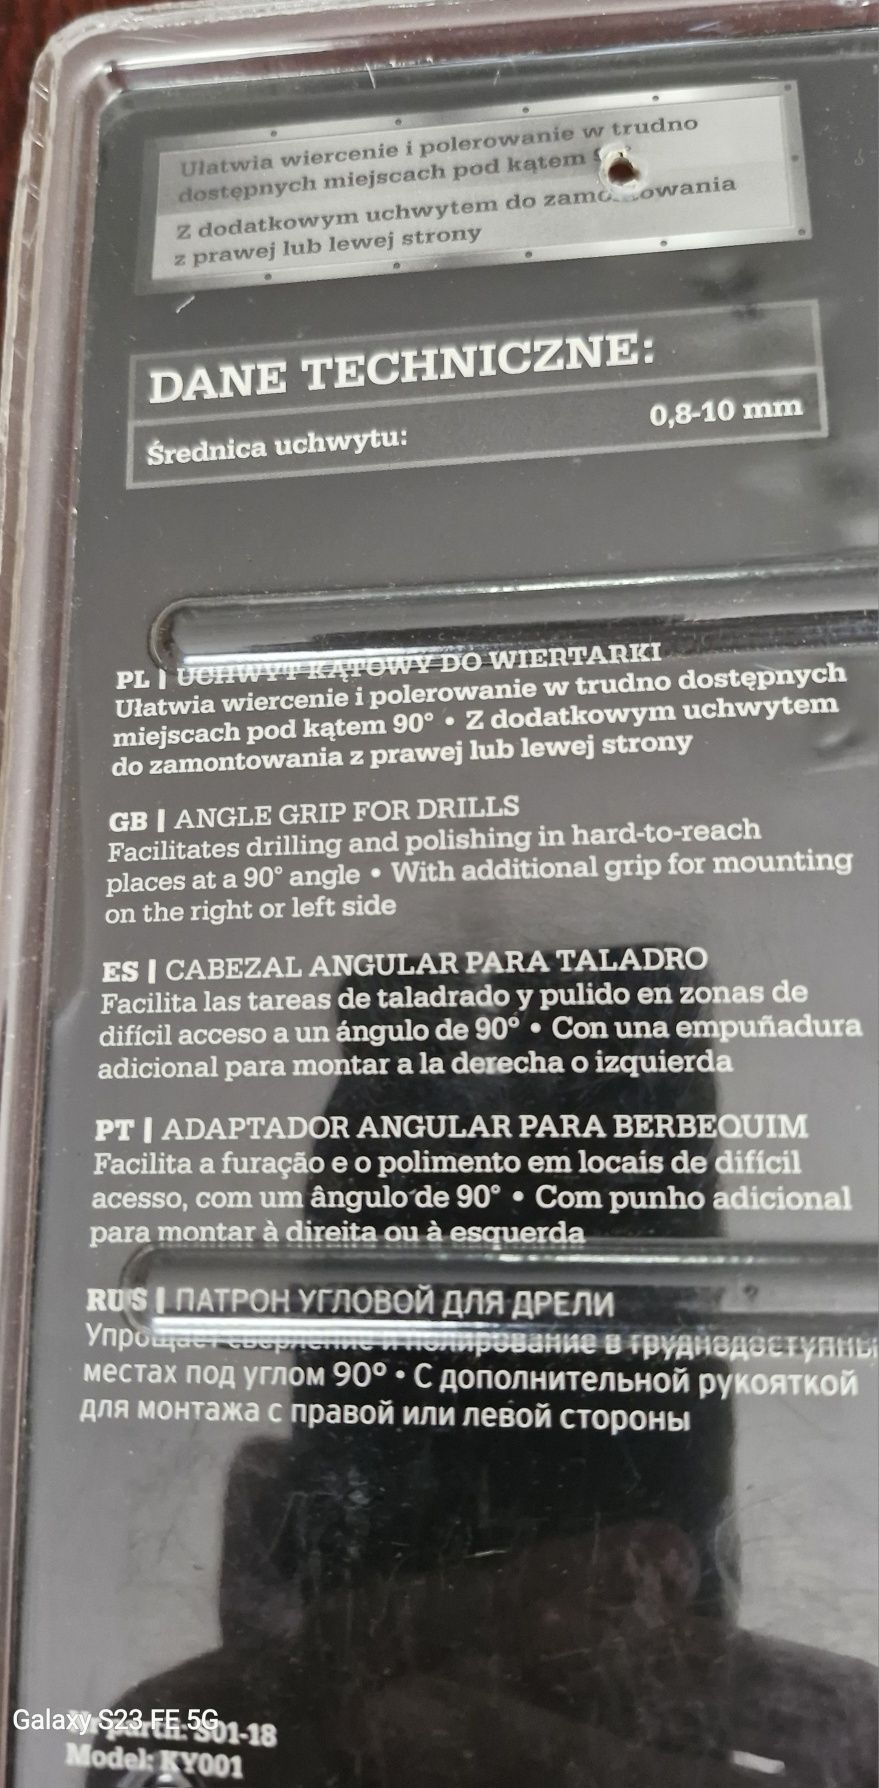 Ułatwia wiercenie i polerowanie w trudno
dostępnych miejscach pod kątem
Z dodatkowym uchwytem do
z prawej lub lewej strony
DANE TECHNICZNE:
Średnica uchwytu: 0,8-10 mm
PL | UCHWYT KĄTOWY DO WIERTARKI
Ułatwia wiercenie i polerowanie w trudno dostępnych
miejscach pod kątem 90° • Z dodatkowym uchwytem
do zamontowania z prawej lub lewej strony
GB | ANGLE GRIP FOR DRILLS
Facilitates drilling and polishing in hard-to-reach
places at a 90° angle • With additional grip for mounting
on the right or left side
ES | CABEZAL ANGULAR PARA TALADRO
Facilita las tareas de taladrado y pulido en zonas de
difícil acceso a un ángulo de 90° • Con una empuñadura
adicional para montar a la derecha o izquierda
PT | ADAPTADOR ANGULAR PARA BERBEQUIM
Facilita a furação e o polimento em locais de difícil
acesso, com um ângulo de 90° • Com punho adicional
para montar à direita ou à esquerda
RUS | ПАТРОН УГЛОВОЙ ДЛЯ ДРЕЛИ
Упрощает сверление и полирование в
местах под углом 90° • С дополнительной рукояткой
для монтажа с правой или левой стороны
Galaxy S23 FE 5G
partii: S01-18
Model: KY001